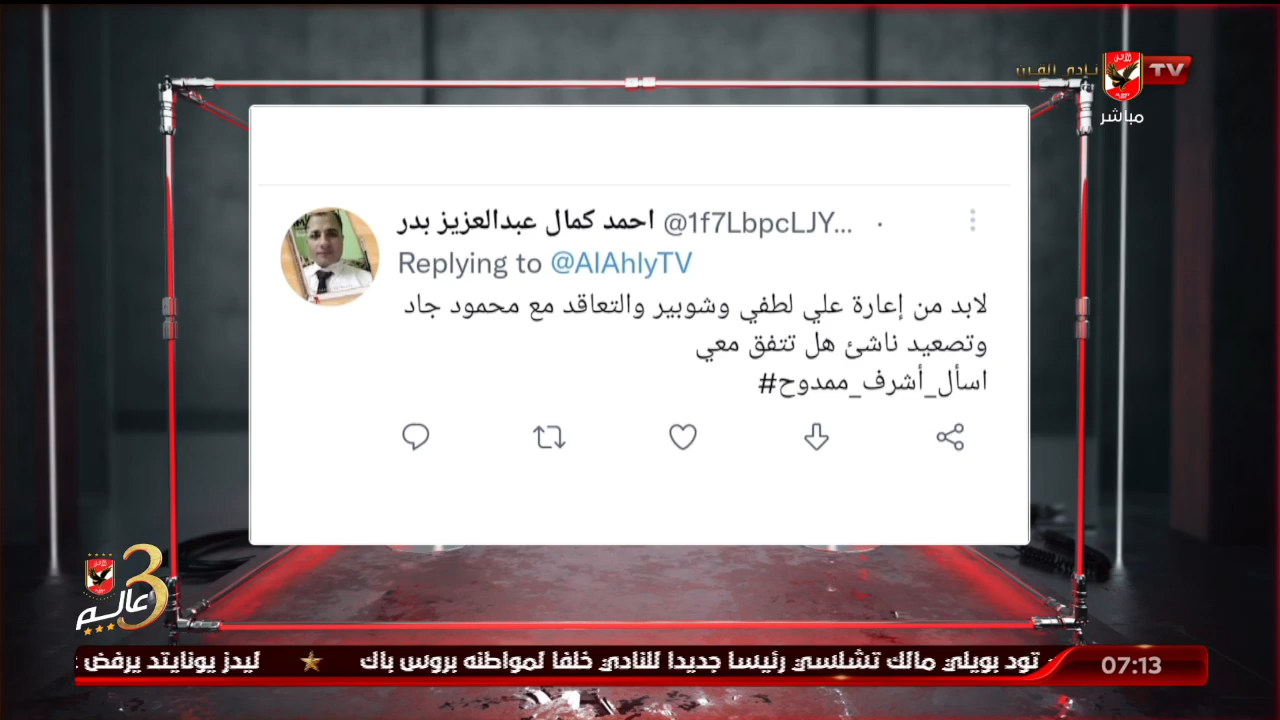 نادي القرن
TV
مباشر
احمد كمال عبدالعزيز بدر @1f7LbpcLJY... ·
Replying to @AlAhlyTV
لابد من إعارة علي لطفي وشوبير والتعاقد مع محمود جاد
وتصعيد ناشئ هل تتفق معي
#اسأل_أشرف_ممدوح
3 عالم
07:13
تود بويلي مالك تشلسي رئيسا جديدا للنادي خلفا لمواطنه بروس باك ★ ليدز يونايتد يرفض